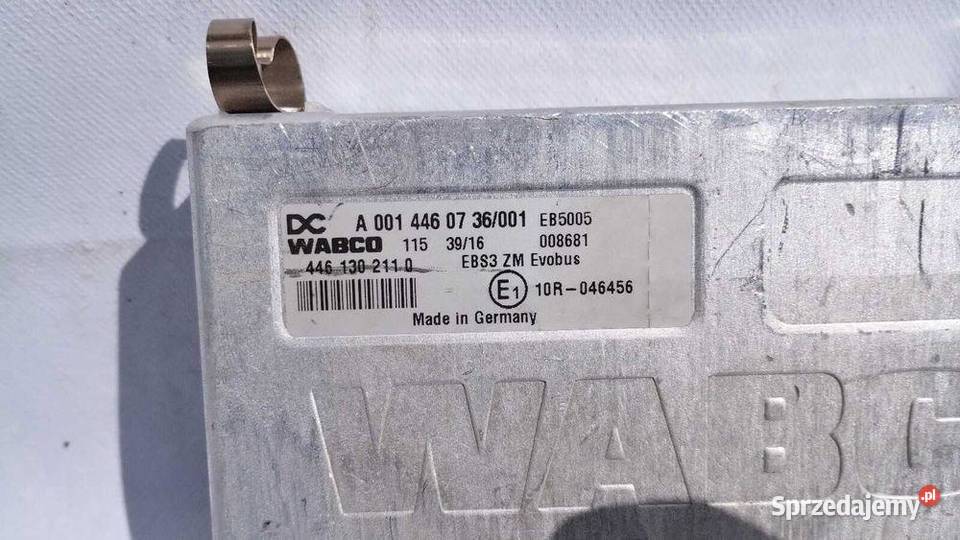 DC A 001 446 07 36/001 EB5005
WABCO 115 39/16 008681
446 130 211 0 EBS3 ZM Evobus
E1 10R-046456
Made in Germany
WABC
Sprzedajemy.pl